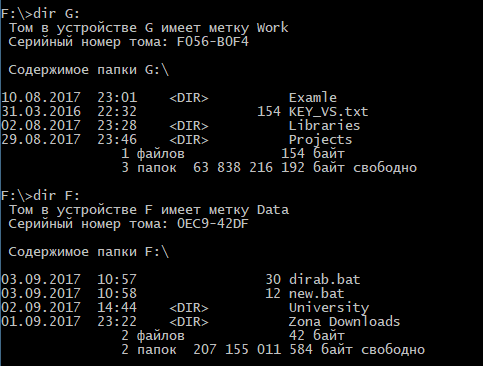 F:\>dir G:
Том в устройстве G имеет метку Work
Серийный номер тома: F056-B0F4
Содержимое папки G:\
10.08.2017 23:01 <DIR> Examle
31.03.2016 22:32 154 KEY_VS.txt
02.08.2017 23:28 <DIR> Libraries
29.08.2017 23:46 <DIR> Projects
1 файлов 154 байт
3 папок 63 838 216 192 байт свободно
F:\>dir F:
Том в устройстве F имеет метку Data
Серийный номер тома: 0EC9-42DF
Содержимое папки F:\
03.09.2017 10:57 30 dirab.bat
03.09.2017 10:58 12 new.bat
02.09.2017 14:44 <DIR> University
01.09.2017 23:22 <DIR> Zona Downloads
2 файлов 42 байт
2 папок 207 155 011 584 байт свободно